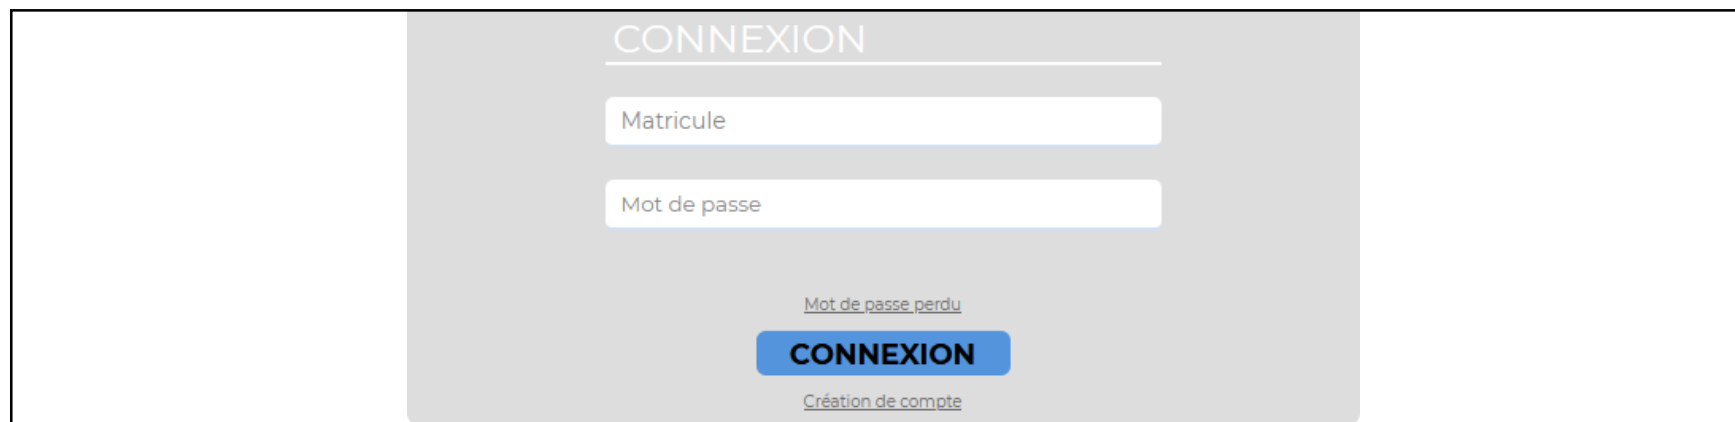 CONNEXION
Matricule
Mot de passe
Mot de passe perdu
CONNEXION
Création de compte